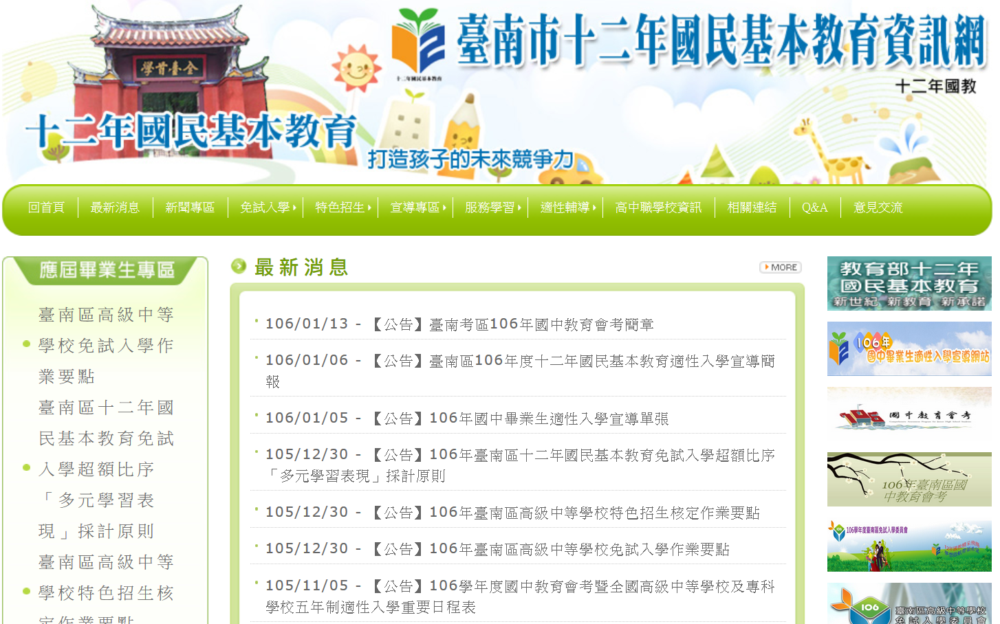 學首臺全
十二年國民基本教育
十二年國民基本教育
臺南市十二年國民基本教育資訊網
十二年國教
打造孩子的未來競爭力
回首頁
最新消息
新聞專區
免試入學
特色招生
宣導專區
服務學習
適性輔導
高中職學校資訊
相關連結
Q&A
意見交流
應屆畢業生專區
臺南區高級中等
學校免試入學作
業要點
臺南區十二年國
民基本教育免試
入學超額比序
「多元學習表
現」採計原則
臺南區高級中等
學校特色招生核
定作業要點
最新消息
MORE
106/01/13 - 【公告】臺南考區106年國中教育會考簡章
106/01/06 - 【公告】臺南區106年度十二年國民基本教育適性入學宣導簡
報
106/01/05 - 【公告】106年國中畢業生適性入學宣導單張
105/12/30 - 【公告】106年臺南區十二年國民基本教育免試入學超額比序
「多元學習表現」採計原則
105/12/30 - 【公告】106年臺南區高級中等學校特色招生核定作業要點
105/12/30 - 【公告】106年臺南區高級中等學校免試入學作業要點
105/11/05 - 【公告】106學年度國中教育會考暨全國高級中等學校及專科
學校五年制適性入學重要日程表
教育部十二年
國民基本教育
新世紀 新教育 新承諾
106年
國中畢業生適性入學宣導網站
國中教育會考
106年臺南區國
中教育會考
106
106學年度臺南區免試入學委員會
106
臺南區高級中等學校
免試入學委員會